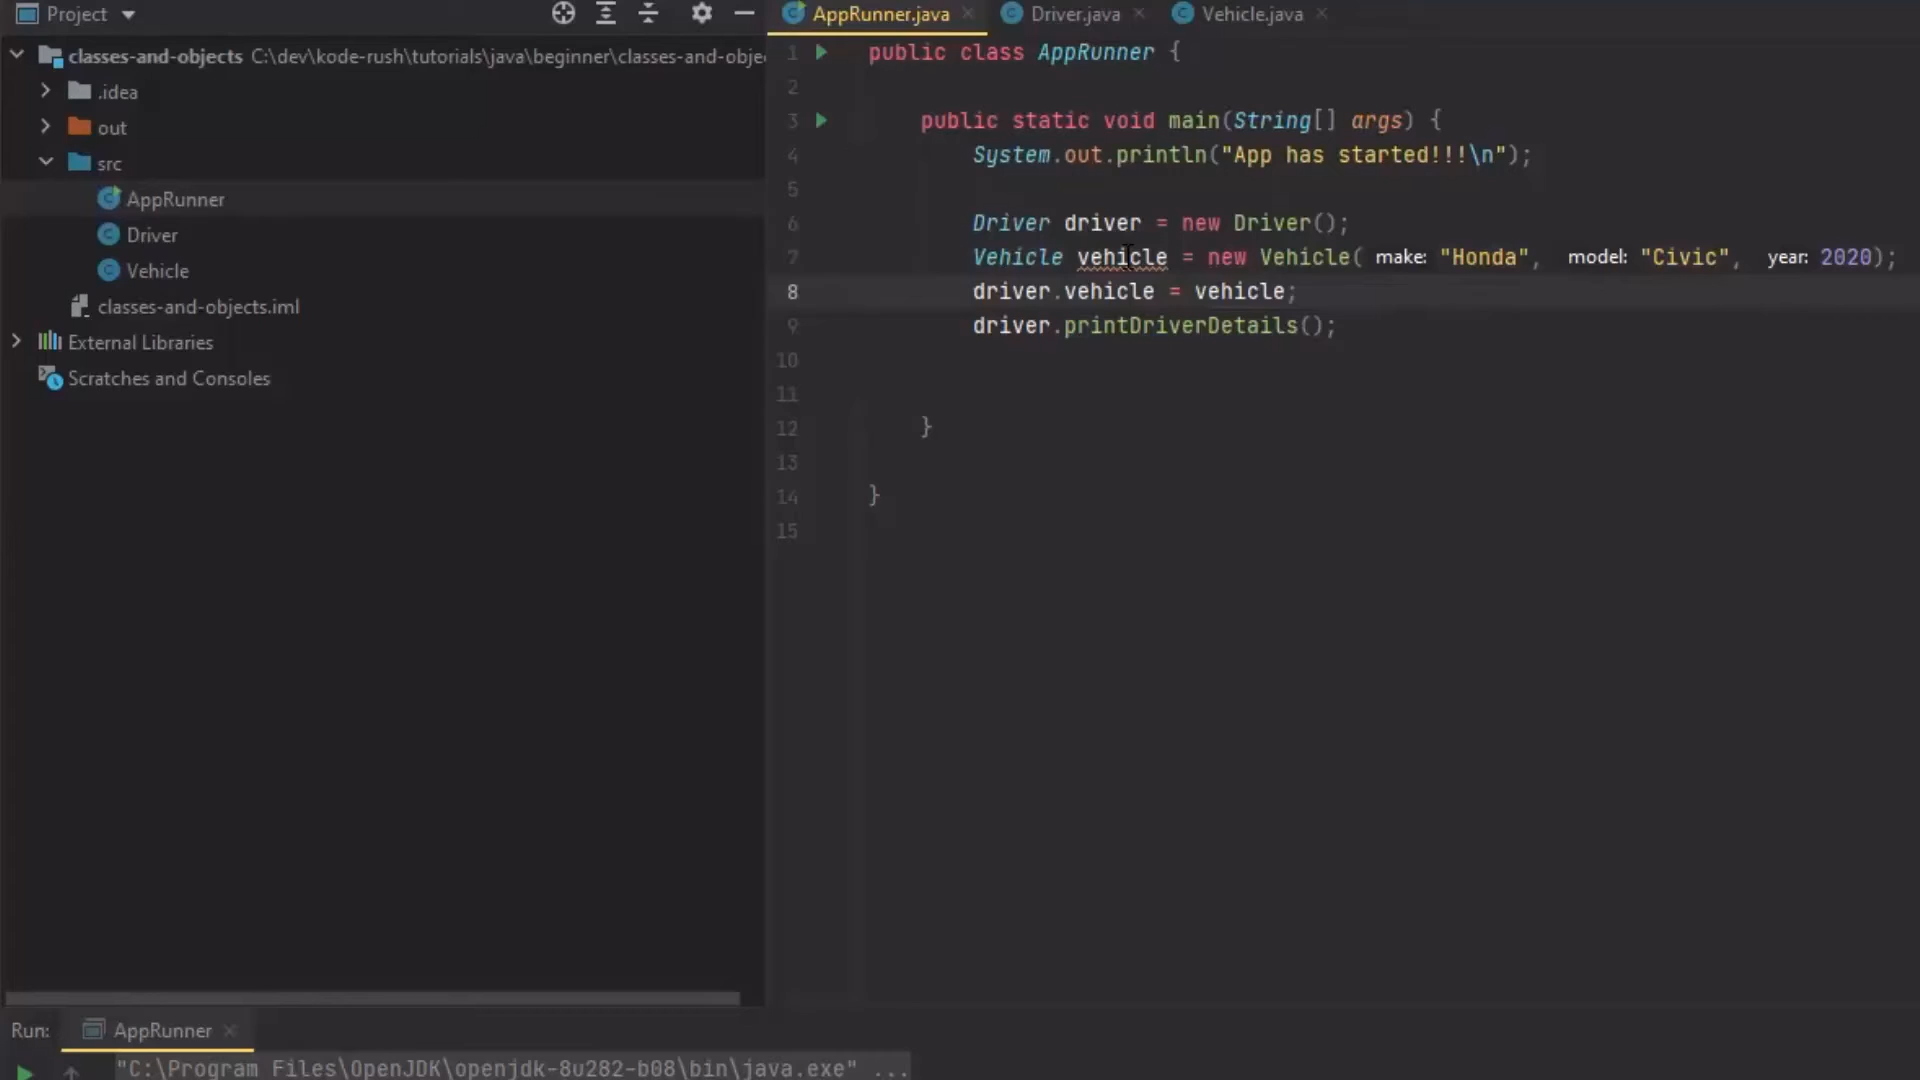 Project
classes-and-objects C:\dev\kode-rush\tutorials\java\beginner\classes-and-obje
.idea
out
src
AppRunner
Driver
Vehicle
classes-and-objects.iml
External Libraries
Scratches and Consoles
AppRunner.java Driver.java Vehicle.java
1 public class AppRunner {
2
3 public static void main(String[] args) {
4 System.out.println("App has started!!!\n");
5
6 Driver driver = new Driver();
7 Vehicle vehicle = new Vehicle( make: "Honda", model: "Civic", year: 2020);
8 driver.vehicle = vehicle;
9 driver.printDriverDetails();
10
11
12 }
13
14 }
15
Run: AppRunner
"C:\Program Files\OpenJDK\openjdk-8u282-b08\bin\java.exe" ...